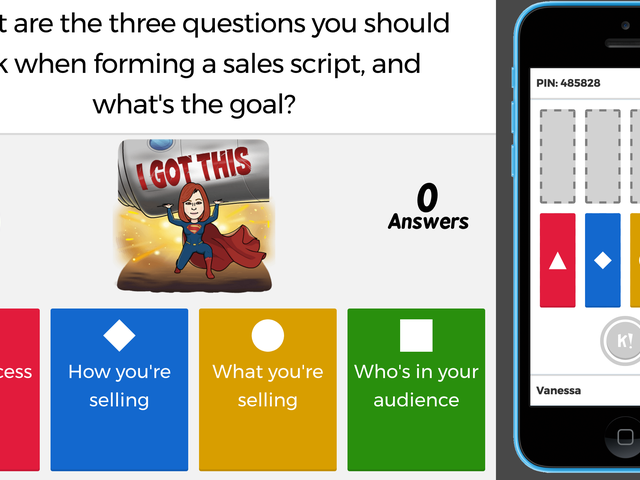 t are the three questions you should
k when forming a sales script, and
what's the goal?
I GOT THIS
0
Answers
cess
How you're
selling
What you're
selling
Who's in your
audience
PIN: 485828
K!
Vanessa